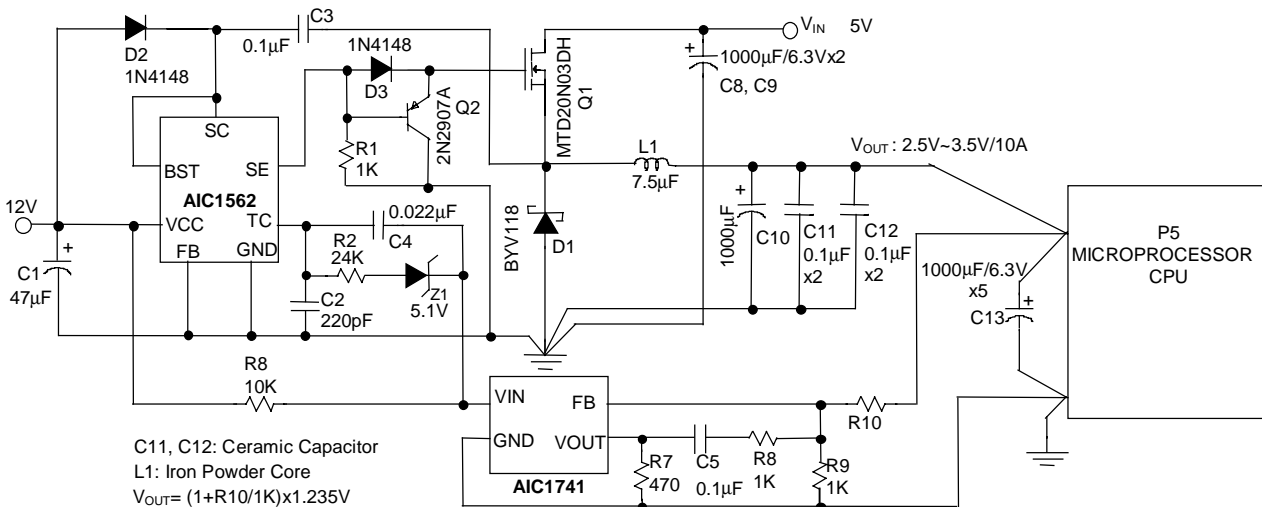 C3
0.1µF
D2
1N4148
1N4148
D3
Q2
2N2907A
MTD20N03DH
Q1
VIN 5V
1000µF/6.3Vx2
C8, C9
SC
BST
SE
AIC1562
VCC
TC
FB
GND
R1
1K
12V
C1
47µF
0.022µF
C4
R2
24K
C2
220pF
Z1
5.1V
BYV118
D1
L1
7.5µF
VOUT : 2.5V~3.5V/10A
1000µF
C10
C11
0.1µF
x2
C12
0.1µF
x2
P5
MICROPROCESSOR
CPU
1000µF/6.3V
x5
C13
R8
10K
VIN
FB
GND
VOUT
AIC1741
R10
R7
470
C5
0.1µF
R8
1K
R9
1K
C11, C12: Ceramic Capacitor
L1: Iron Powder Core
VOUT= (1+R10/1K)x1.235V
+
+
+
+